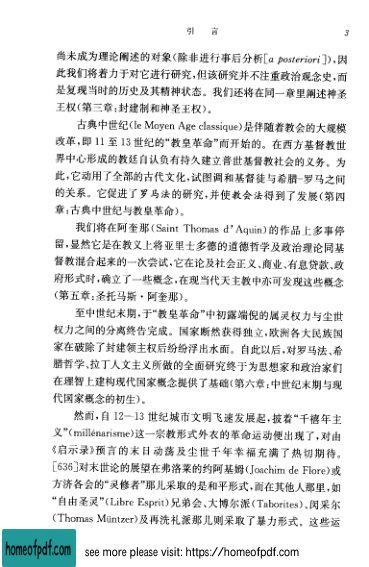 引 言 3
尚未成为理论阐述的对象(除非进行事后分析[a posteriori]),因
此我们将着力于对它进行研究,但该研究并不注重政治观念史,而
是复现当时的历史及其精神状态。我们还将在同一章里阐述神圣
王权(第三章:封建制和神圣王权)。
古典中世纪(le Moyen Age classique)是伴随着教会的大规模
改革,即 11 至 13 世纪的“教皇革命”而开始的。在西方基督教世
界中心形成的教廷自认负有持久建立普世基督教社会的义务。为
此,它动用了全部的古代文化,试图调和基督徒与希腊-罗马之间
的关系。它促进了罗马法的研究,并使教会法得到了发展(第四
章:古典中世纪与教皇革命)。
我们将在阿奎那(Saint Thomas d’Aquin)的作品上多事停
留,显然它是在教义上将亚里士多德的道德哲学及政治理论同基
督教混合起来的一次尝试,它在论及社会正义、商业、有息贷款、政
府形式时,确立了一些概念,在现当代天主教中亦可发现这些概念
(第五章:圣托马斯·阿奎那)。
至中世纪末期,于“教皇革命”中初露端倪的属灵权力与尘世
权力之间的分离终告完成。国家断然获得独立,欧洲各大民族国
家在破除了封建领主权后纷纷浮出水面。自此以后,对罗马法、希
腊哲学、拉丁人文主义所做的全面研究终于为思想家和政治家们
在理智上建构现代国家概念提供了基础(第六章:中世纪末期与现
代国家概念的初生)。
然而,自 12—13 世纪城市文明飞速发展起,披着“千禧年主
义”(millénarisme)这一宗教形式外衣的革命运动便出现了,对由
《启示录》预言的末日动荡及尘世千年幸福充满了热切期待。
[636]对末世论的展望在弗洛莱的约阿基姆(Joachim de Flore)或
方济各会的“灵修者”那儿采取的是和平形式,而在其他人那里,如
“自由圣灵”(Libre Esprit)兄弟会、大博尔派(Taborites)、闵采尔
(Thomas Müntzer)及再洗礼派那儿则采取了暴力形式。这些运
homeofpdf.com see more please visit: https://homeofpdf.com